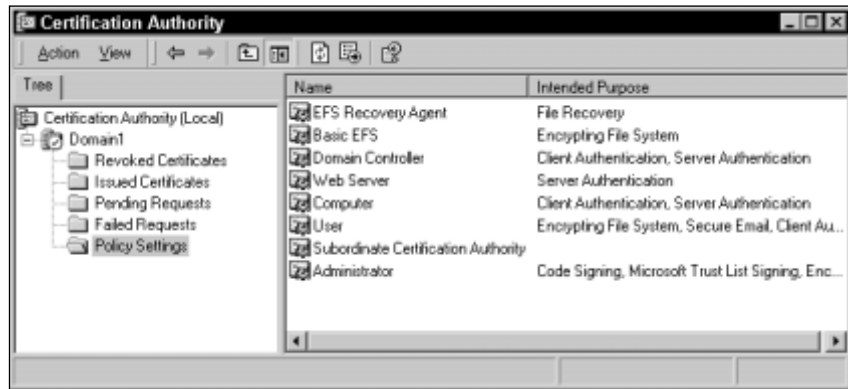 Certification Authority
Action View
Tree
Certification Authority (Local)
Domain1
Revoked Certificates
Issued Certificates
Pending Requests
Failed Requests
Policy Settings
Name Intended Purpose
EFS Recovery Agent File Recovery
Basic EFS Encrypting File System
Domain Controller Client Authentication, Server Authentication
Web Server Server Authentication
Computer Client Authentication, Server Authentication
User Encrypting File System, Secure Email, Client Au...
Subordinate Certification Authority
Administrator Code Signing, Microsoft Trust List Signing, Enc...